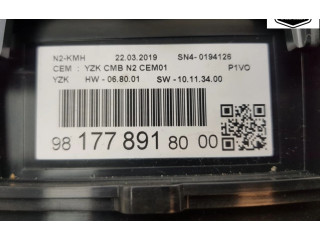 N2-KMH 22.03.2019 SN4-0194126
CEM : YZK CMB N2 CEM01 P1VO
YZK HW - 06.80.01 SW - 10.11.34.00
98 177 891 80 00